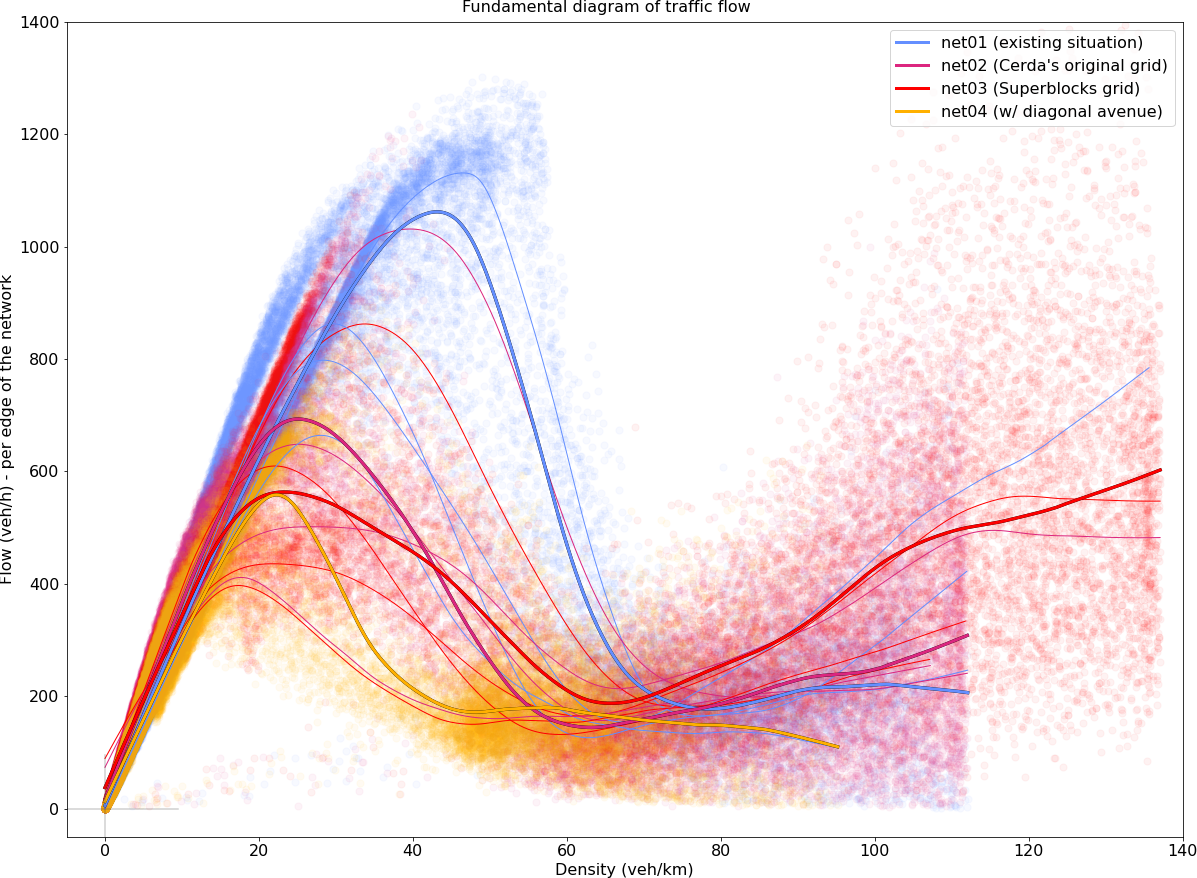 Fundamental diagram of traffic flow
net01 (existing situation)
net02 (Cerda's original grid)
net03 (Superblocks grid)
net04 (w/ diagonal avenue)
Flow (veh/h) - per edge of the network
1400
1200
1000
800
600
400
200
0
0 20 40 60 80 100 120 140
Density (veh/km)